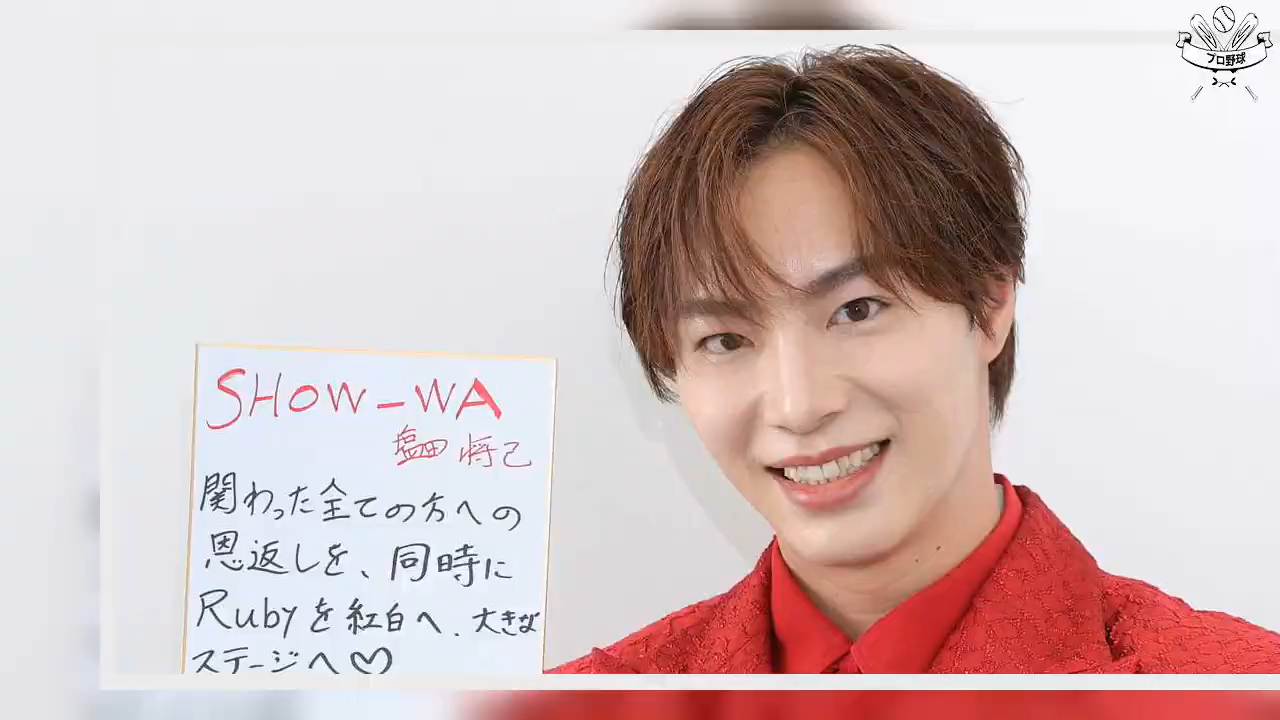 プロ野球
SHOW-WA
塩田 将己
関わった全ての方への
恩返しを、同時に
Rubyを紅白へ、大きな
ステージへ♡